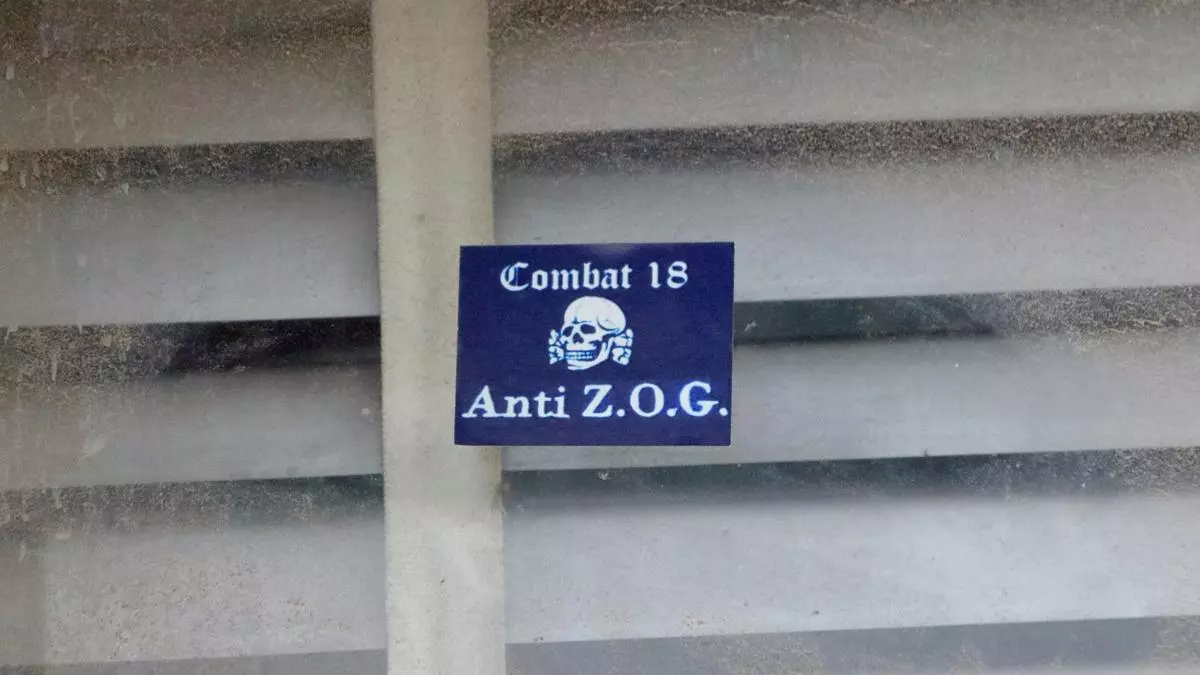 Combat 18
Anti Z.O.G.